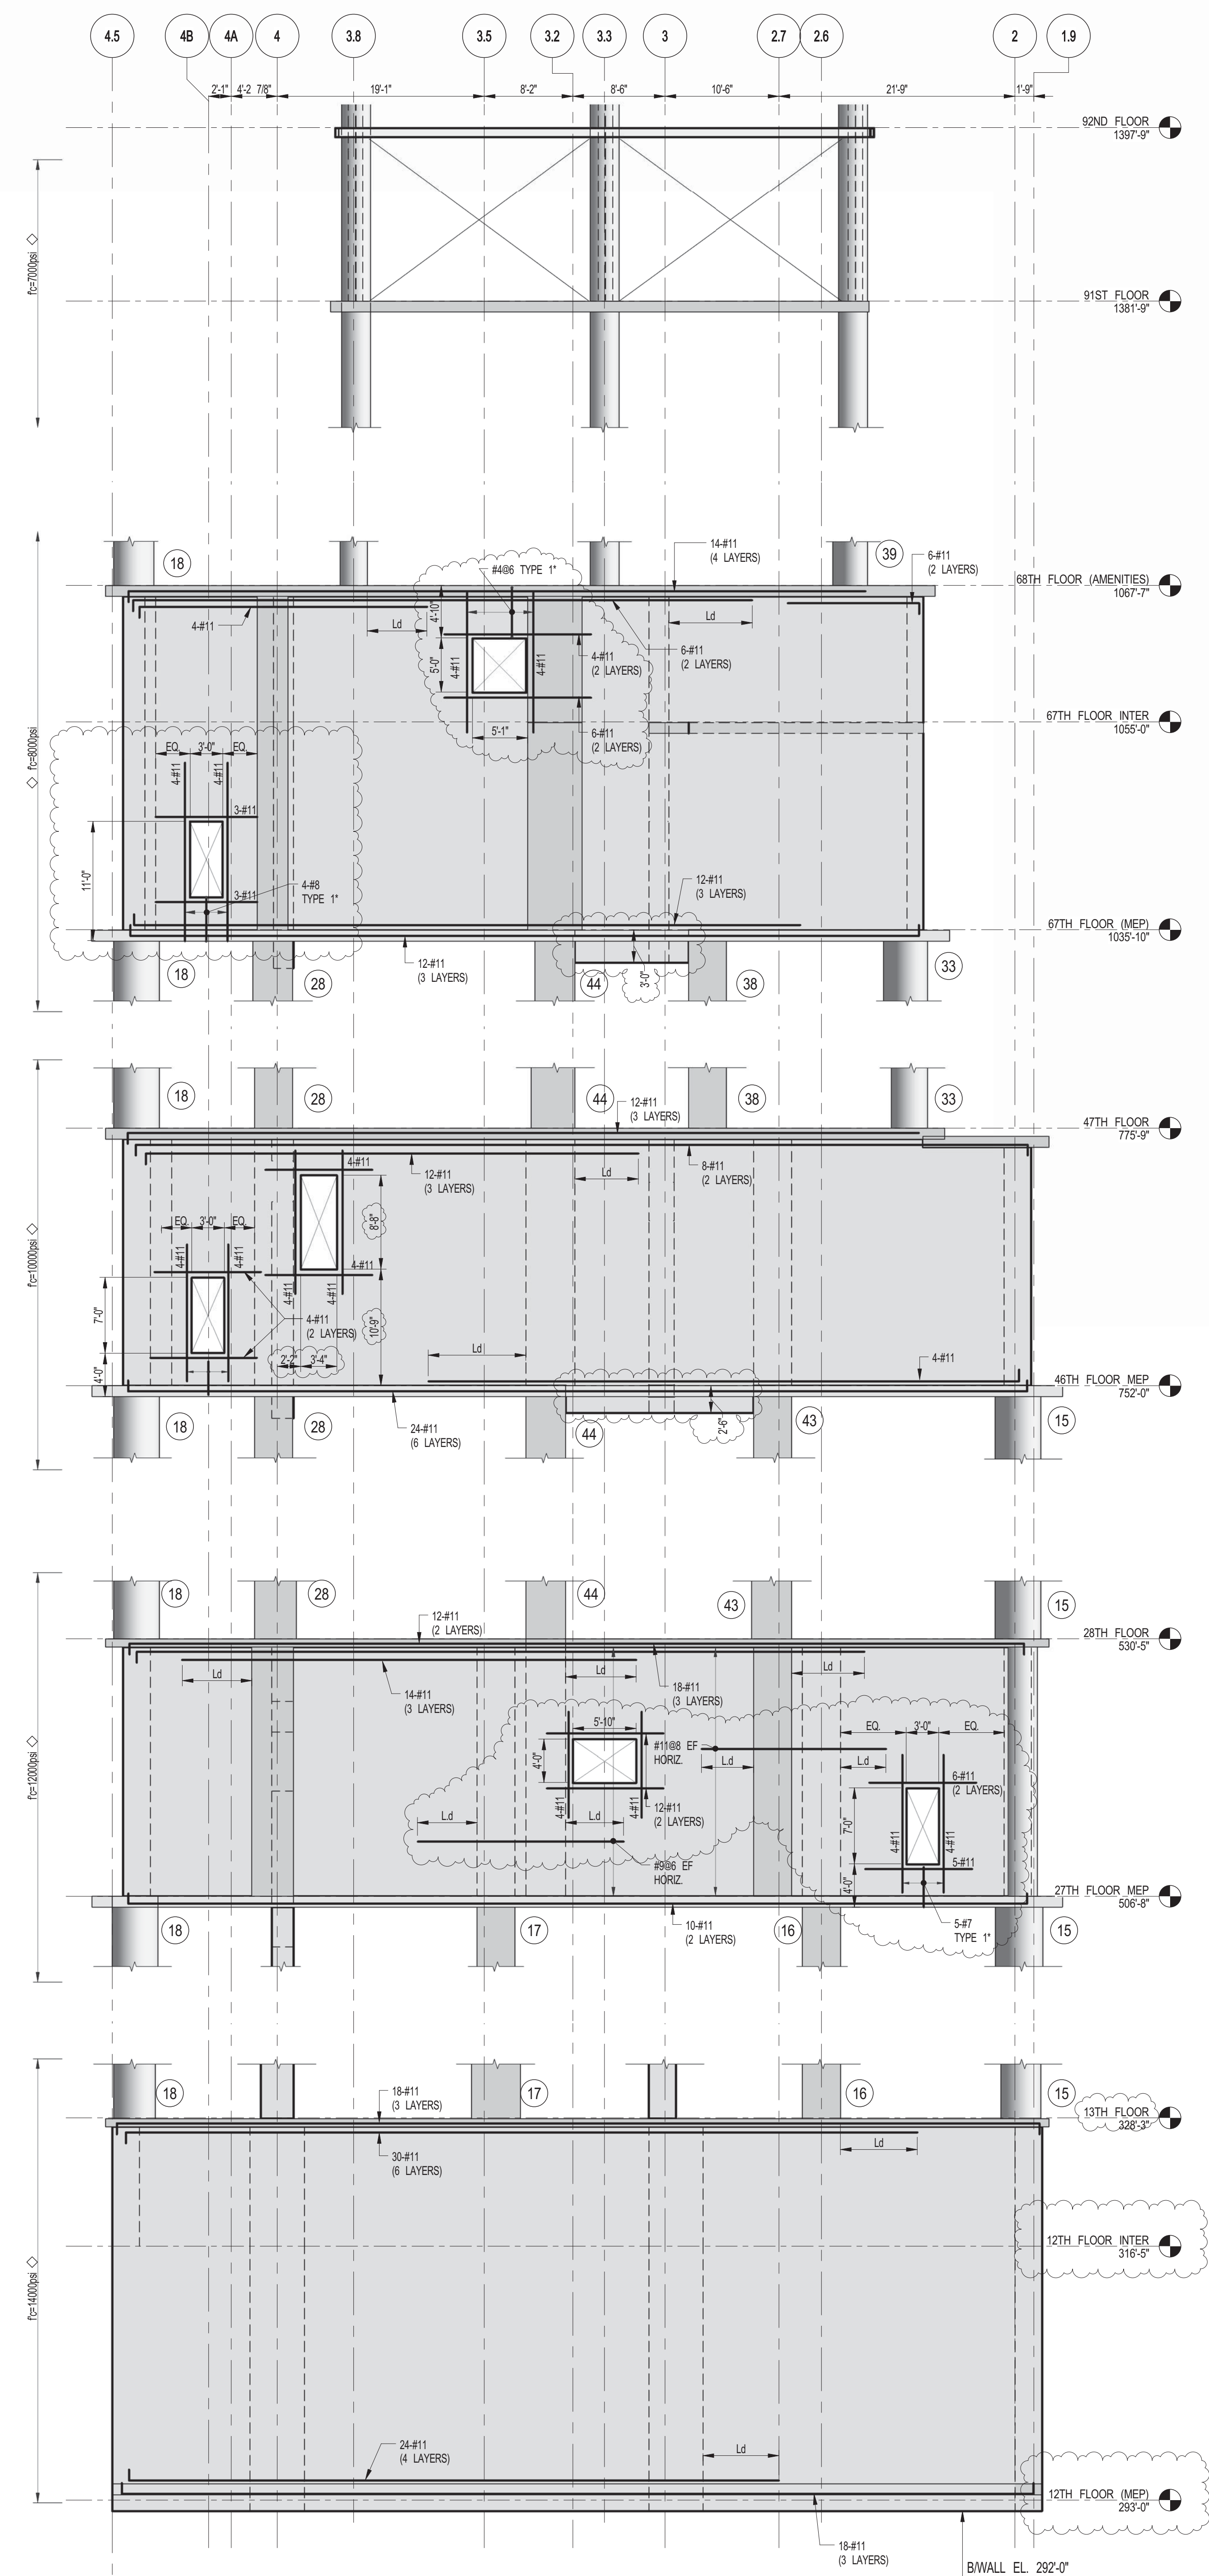 4.5
4B
4A
4
3.8
3.5
3.2
3.3
3
2.7
2.6
2
1.9
2'-1"
4'-2 7/8"
19'-1"
8'-2"
8'-6"
10'-6"
21'-9"
1'-9"
92ND FLOOR
1397'-9"
f'c=7000psi
91ST FLOOR
1381'-9"
18
39
14-#11
(4 LAYERS)
#4@6 TYPE 1*
6-#11
(2 LAYERS)
68TH FLOOR (AMENITIES)
1067'-7"
4'-10"
4-#11
Ld
Ld
6-#11
(2 LAYERS)
4-#11
(2 LAYERS)
5'-0"
4-#11
4-#11
5'-1"
6-#11
(2 LAYERS)
67TH FLOOR INTER
1055'-0"
f'c=8000psi
EQ.
3'-0"
EQ.
4-#11
4-#11
3-#11
11'-0"
3-#11
4-#8
TYPE 1*
12-#11
(3 LAYERS)
67TH FLOOR (MEP)
1035'-10"
12-#11
(3 LAYERS)
3'-0"
18
28
44
38
33
18
28
44
38
33
12-#11
(3 LAYERS)
47TH FLOOR
775'-9"
12-#11
(3 LAYERS)
8-#11
(2 LAYERS)
Ld
4-#11
8'-8"
EQ.
3'-0"
EQ.
4-#11
4-#11
4-#11
4-#11
4-#11
f'c=10000psi
7'-0"
4-#11
(2 LAYERS)
10'-9"
4'-0"
2'-2"
3'-4"
Ld
4-#11
46TH FLOOR MEP
752'-0"
24-#11
(6 LAYERS)
2'-6"
18
28
44
43
15
18
28
44
43
15
12-#11
(2 LAYERS)
28TH FLOOR
530'-5"
Ld
Ld
Ld
14-#11
(3 LAYERS)
18-#11
(3 LAYERS)
5'-10"
#11@8 EF
HORIZ.
EQ.
3'-0"
EQ.
4'-0"
L.d
L.d
6-#11
(2 LAYERS)
f'c=12000psi
4-#11
4-#11
12-#11
(2 LAYERS)
L.d
L.d
7'-0"
4-#11
4-#11
#9@6 EF
HORIZ.
5-#11
4'-0"
27TH FLOOR MEP
506'-8"
10-#11
(2 LAYERS)
5-#7
TYPE 1*
18
17
16
15
18
17
16
15
18-#11
(3 LAYERS)
13TH FLOOR
328'-3"
30-#11
(6 LAYERS)
Ld
12TH FLOOR INTER
316'-5"
f'c=14000psi
24-#11
(4 LAYERS)
Ld
12TH FLOOR (MEP)
293'-0"
18-#11
(3 LAYERS)
B/WALL EL. 292'-0"